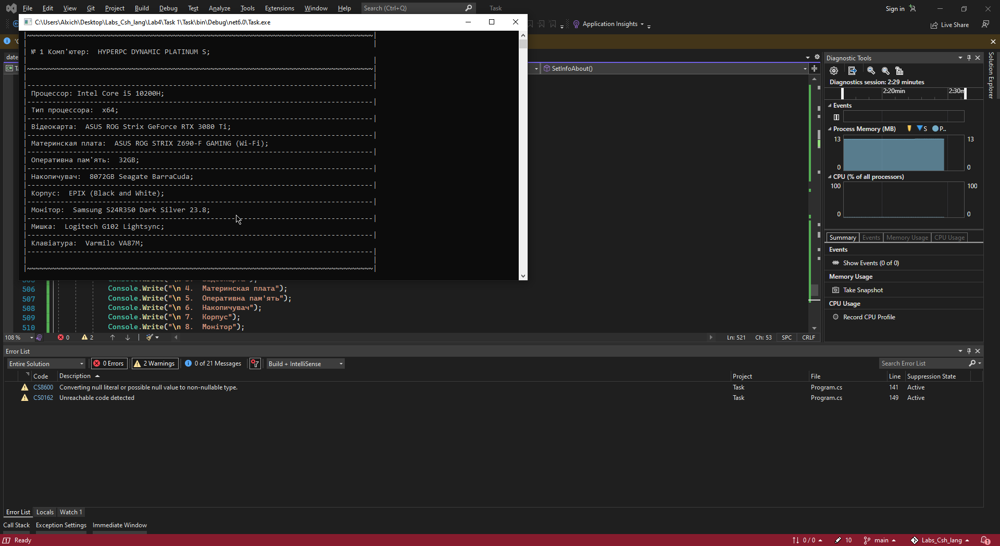 File Edit View Git Project Build Debug Test Analyze Tools Extensions Window Help Search (Ctrl+Q) Task Sign in
C:\Users\Alxich\Desktop\Labs_Csh_lang\Lab4\Task 1\Task\bin\Debug\net6.0\Task.exe
Application Insights
Live Share
date
SetInfoAbout()
|~~~~~~~~~~~~~~~~~~~~~~~~~~~~~~~~~~~~~~~~~~~~~~~~~~~~~~~~~~~~~~~~~~~~~~~~~~~~~~~~~~~|
| № 1 Комп'ютер:  HYPERPC DYNAMIC PLATINUM S;
|~~~~~~~~~~~~~~~~~~~~~~~~~~~~~~~~~~~~~~~~~~~~~~~~~~~~~~~~~~~~~~~~~~~~~~~~~~~~~~~~~~~|
|-----------------------------------------------------------------------------------|
| Процессор: Intel Core i5 10200H;
|-----------------------------------------------------------------------------------|
| Тип процессора:  x64;
|-----------------------------------------------------------------------------------|
| Відеокарта:  ASUS ROG Strix GeForce RTX 3080 Ti;
|-----------------------------------------------------------------------------------|
| Материнская плата:  ASUS ROG STRIX Z690-F GAMING (Wi-Fi);
|-----------------------------------------------------------------------------------|
| Оперативна пам'ять:  32GB;
|-----------------------------------------------------------------------------------|
| Накопичувач:  8072GB Seagate BarraCuda;
|-----------------------------------------------------------------------------------|
| Корпус:  EPIX (Black and White);
|-----------------------------------------------------------------------------------|
| Монітор:  Samsung S24R350 Dark Silver 23.8;
|-----------------------------------------------------------------------------------|
| Мишка:  Logitech G102 Lightsync;
|-----------------------------------------------------------------------------------|
| Клавіатура:  Varmilo VA87M;
|-----------------------------------------------------------------------------------|
|~~~~~~~~~~~~~~~~~~~~~~~~~~~~~~~~~~~~~~~~~~~~~~~~~~~~~~~~~~~~~~~~~~~~~~~~~~~~~~~~~~~|
506 Console.Write("\n 4.  Материнская плата");
507 Console.Write("\n 5.  Оперативна пам'ять");
508 Console.Write("\n 6.  Накопичувач");
509 Console.Write("\n 7.  Корпус");
510 Console.Write("\n 8.  Монітор");
108 % 0 2 Ln: 521 Ch: 53 SPC CRLF
Diagnostic Tools
Diagnostics session: 2:29 minutes
2:20min 2:30m
Events
Process Memory (MB) S P..
13 13
0 0
CPU (% of all processors)
100 100
0 0
Summary Events Memory Usage CPU Usage
Events
Show Events (0 of 0)
Memory Usage
Take Snapshot
CPU Usage
Record CPU Profile
Solution Explorer
Error List
Entire Solution 0 Errors 2 Warnings 0 of 21 Messages Build + IntelliSense Search Error List
Code Description Project File Line Suppression State
CS8600 Converting null literal or possible null value to non-nullable type. Task Program.cs 141 Active
CS0162 Unreachable code detected Task Program.cs 149 Active
Error List Locals Watch 1
Call Stack Exception Settings Immediate Window
Ready 0 / 0 10 main Labs_Csh_lang 1